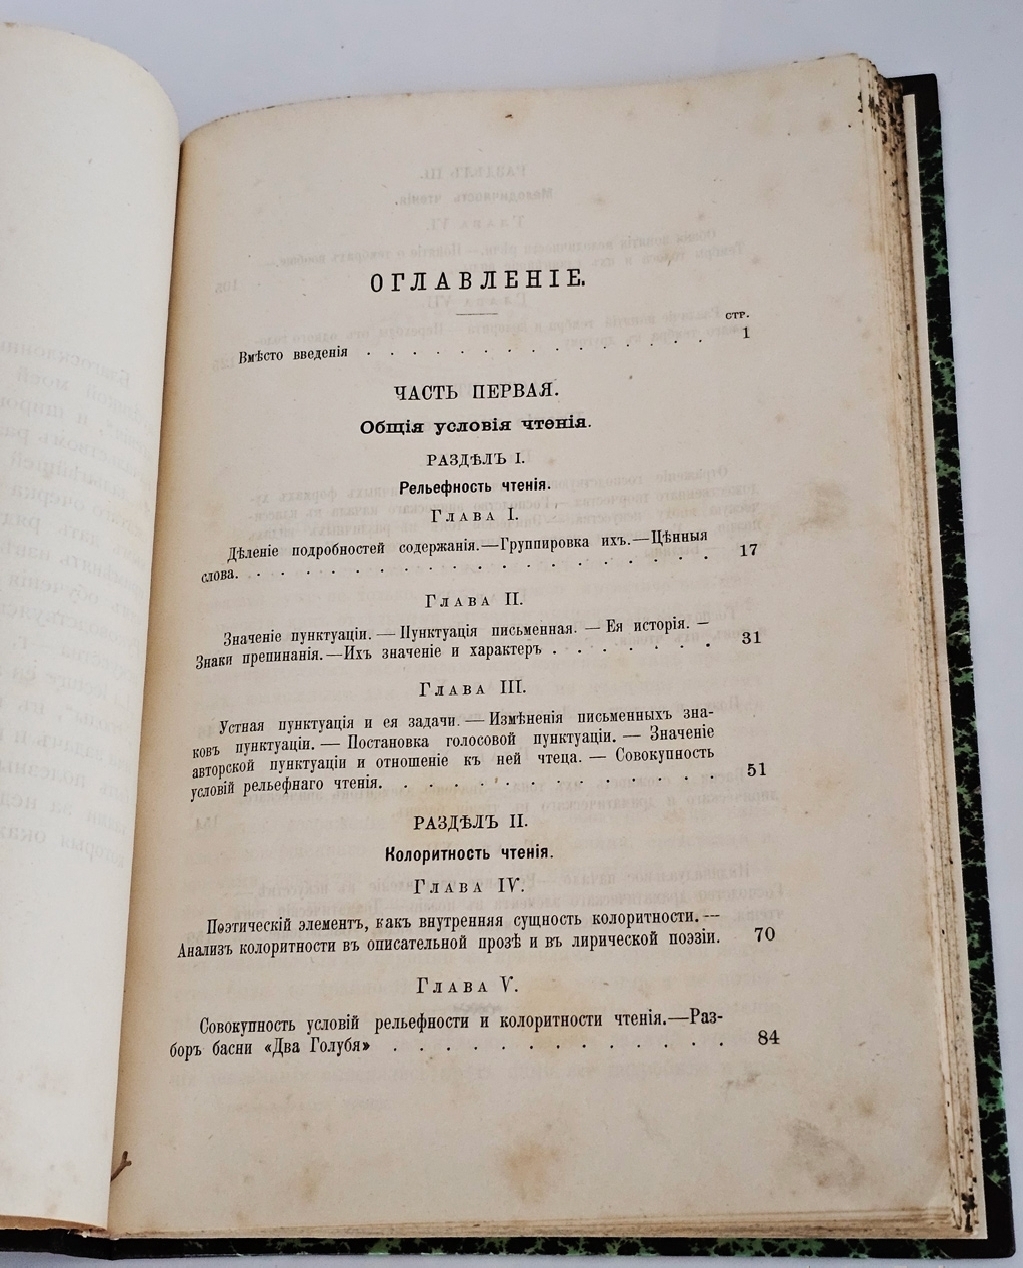 ОГЛАВЛЕНІЕ.
СТР.
Вмѣсто введенія . . . . . . . . . . . . . . 1
ЧАСТЬ ПЕРВАЯ.
Общія условія чтенія.
РАЗДѢЛЪ I.
Рельефность чтенія.
ГЛАВА I.
Дѣленіе подробностей содержанія.—Группировка ихъ.—Цѣнныя
слова. . . . . . . . . . . . . . . . . . . 17
ГЛАВА II.
Значеніе пунктуаціи. — Пунктуація письменная. — Ея исторія. —
Знаки препинанія.—Ихъ значеніе и характеръ . . . . . . . 31
ГЛАВА III.
Устная пунктуація и ея задачи. — Измѣненія письменныхъ зна-
ковъ пунктуаціи. — Постановка голосовой пунктуаціи. — Значеніе
авторской пунктуаціи и отношеніе къ ней чтеца. — Совокупность
условій рельефнаго чтенія. . . . . . . . . . . . 51
РАЗДѢЛЪ II.
Колоритность чтенія.
ГЛАВА IV.
Поэтическій элементъ, какъ внутренняя сущность колоритности. —
Анализъ колоритности въ описательной прозѣ и въ лирической поэзіи. 70
ГЛАВА V.
Совокупность условій рельефности и колоритности чтенія.—Раз-
боръ басни «Два Голубя» . . . . . . . . . . . . . 84